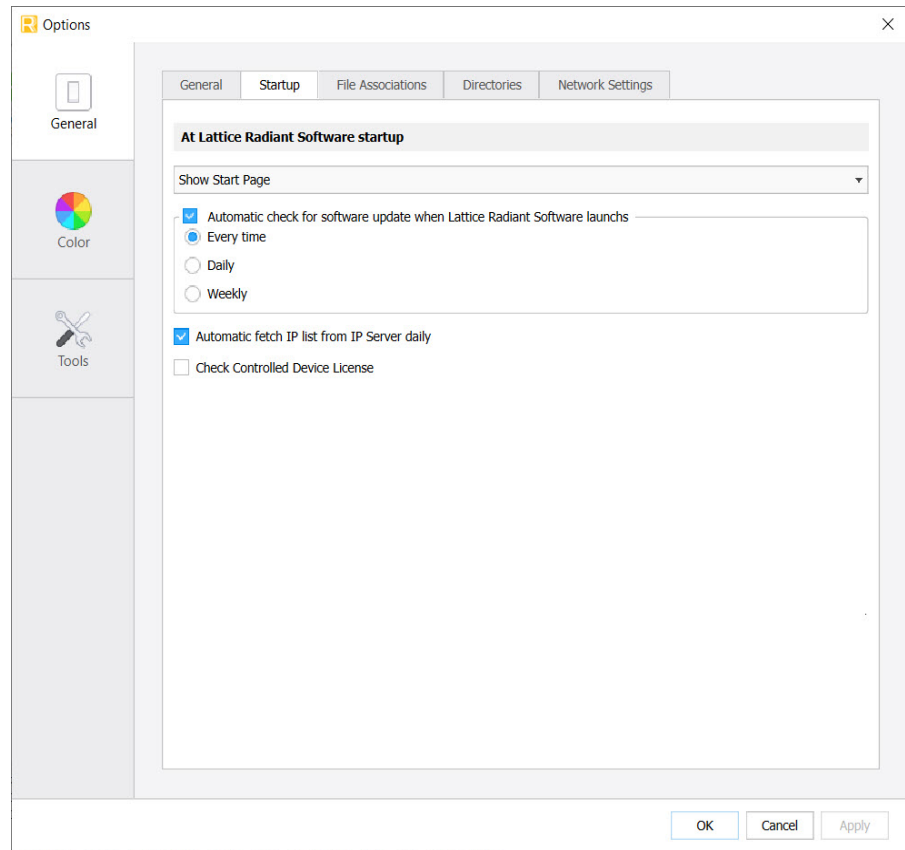 Options
General
Color
Tools
General Startup File Associations Directories Network Settings
At Lattice Radiant Software startup
Show Start Page
Automatic check for software update when Lattice Radiant Software launchs
Every time
Daily
Weekly
Automatic fetch IP list from IP Server daily
Check Controlled Device License
OK Cancel Apply